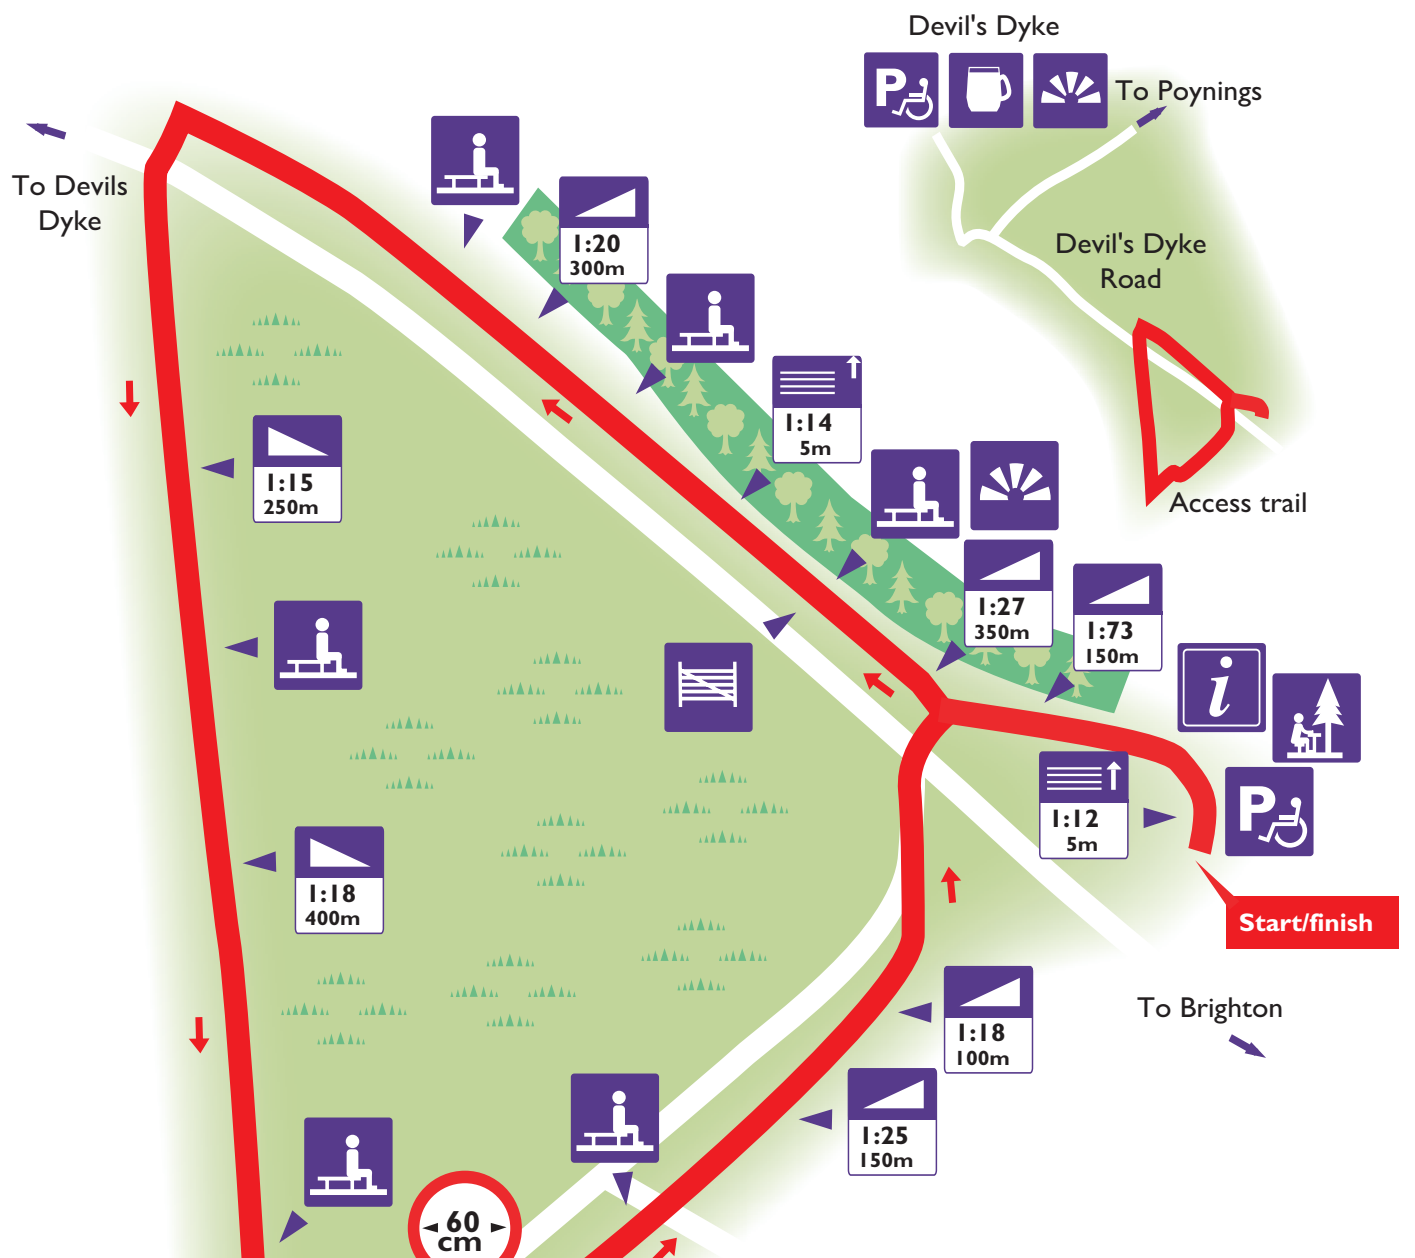 Devil's Dyke
P
To Poynings
To Devils
Dyke
1:20
300m
Devil's Dyke
Road
1:14
5m
1:15
250m
Access trail
1:27
350m
1:73
150m
i
P
1:12
5m
1:18
400m
Start/finish
1:18
100m
To Brighton
1:25
150m
60
cm